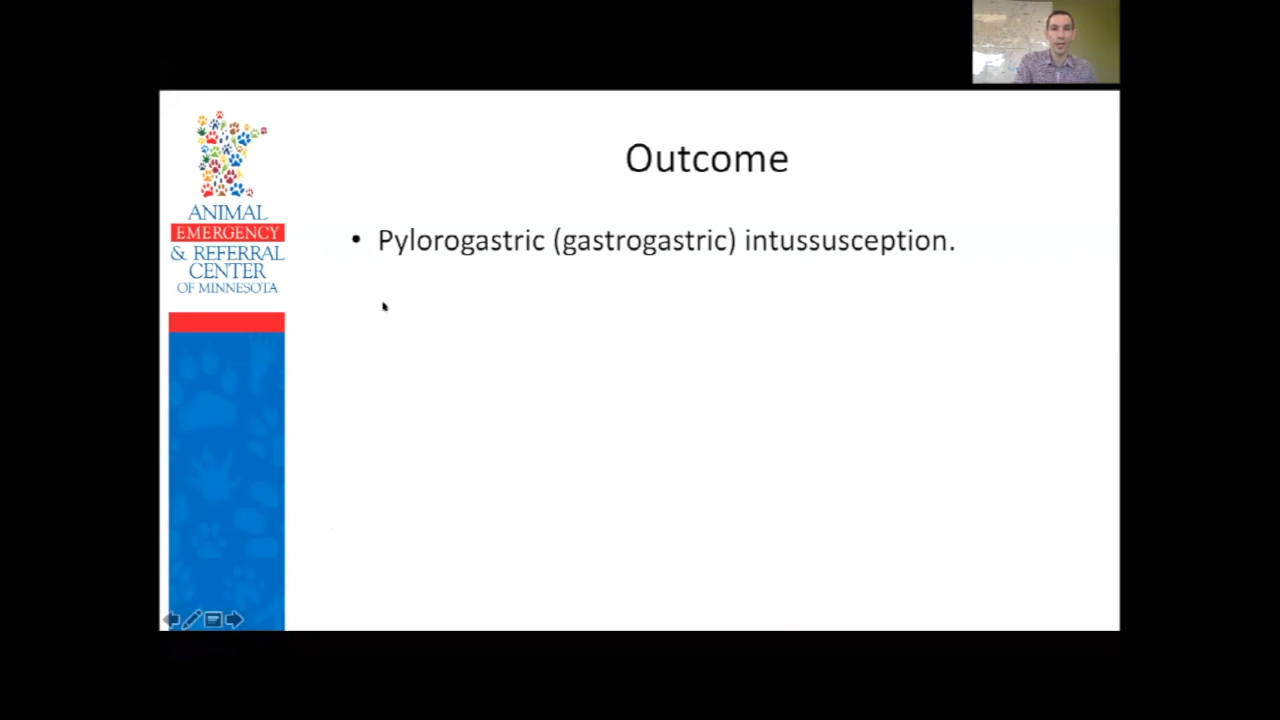 Outcome
• Pylorogastric (gastrogastric) intussusception.
ANIMAL
EMERGENCY
& REFERRAL
CENTER
OF MINNESOTA